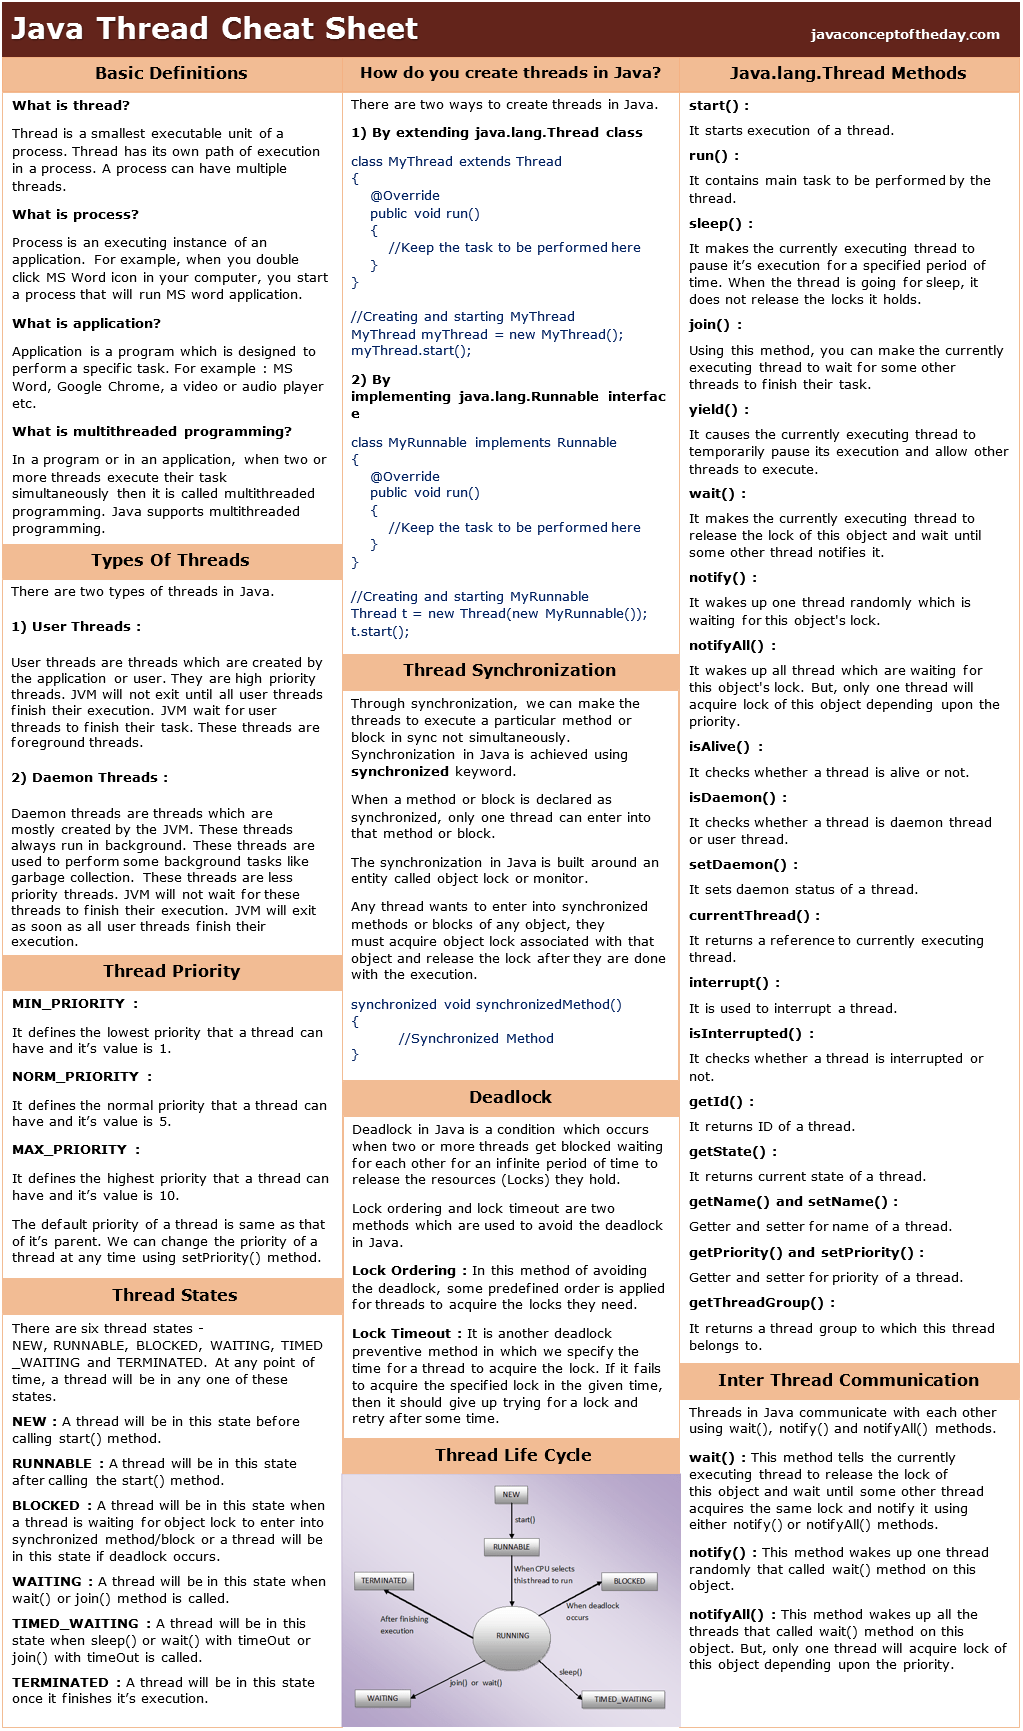 Java Thread Cheat Sheet
javaconceptoftheday.com
Basic Definitions
What is thread?
Thread is a smallest executable unit of a
process. Thread has its own path of execution
in a process. A process can have multiple
threads.
What is process?
Process is an executing instance of an
application. For example, when you double
click MS Word icon in your computer, you start
a process that will run MS word application.
What is application?
Application is a program which is designed to
perform a specific task. For example : MS
Word, Google Chrome, a video or audio player
etc.
What is multithreaded programming?
In a program or in an application, when two or
more threads execute their task
simultaneously then it is called multithreaded
programming. Java supports multithreaded
programming.
Types Of Threads
There are two types of threads in Java.
1) User Threads :
User threads are threads which are created by
the application or user. They are high priority
threads. JVM will not exit until all user threads
finish their execution. JVM wait for user
threads to finish their task. These threads are
foreground threads.
2) Daemon Threads :
Daemon threads are threads which are
mostly created by the JVM. These threads
always run in background. These threads are
used to perform some background tasks like
garbage collection. These threads are less
priority threads. JVM will not wait for these
threads to finish their execution. JVM will exit
as soon as all user threads finish their
execution.
Thread Priority
MIN_PRIORITY :
It defines the lowest priority that a thread can
have and it’s value is 1.
NORM_PRIORITY :
It defines the normal priority that a thread can
have and it’s value is 5.
MAX_PRIORITY :
It defines the highest priority that a thread can
have and it’s value is 10.
The default priority of a thread is same as that
of it’s parent. We can change the priority of a
thread at any time using setPriority() method.
Thread States
There are six thread states -
NEW, RUNNABLE, BLOCKED, WAITING, TIMED
_WAITING and TERMINATED. At any point of
time, a thread will be in any one of these
states.
NEW : A thread will be in this state before
calling start() method.
RUNNABLE : A thread will be in this state
after calling the start() method.
BLOCKED : A thread will be in this state when
a thread is waiting for object lock to enter into
synchronized method/block or a thread will be
in this state if deadlock occurs.
WAITING : A thread will be in this state when
wait() or join() method is called.
TIMED_WAITING : A thread will be in this
state when sleep() or wait() with timeOut or
join() with timeOut is called.
TERMINATED : A thread will be in this state
once it finishes it’s execution.
How do you create threads in Java?
There are two ways to create threads in Java.
1) By extending java.lang.Thread class
class MyThread extends Thread
{
@Override
public void run()
{
//Keep the task to be performed here
}
}
//Creating and starting MyThread
MyThread myThread = new MyThread();
myThread.start();
2) By
implementing java.lang.Runnable interfac
e
class MyRunnable implements Runnable
{
@Override
public void run()
{
//Keep the task to be performed here
}
}
//Creating and starting MyRunnable
Thread t = new Thread(new MyRunnable());
t.start();
Thread Synchronization
Through synchronization, we can make the
threads to execute a particular method or
block in sync not simultaneously.
Synchronization in Java is achieved using
synchronized keyword.
When a method or block is declared as
synchronized, only one thread can enter into
that method or block.
The synchronization in Java is built around an
entity called object lock or monitor.
Any thread wants to enter into synchronized
methods or blocks of any object, they
must acquire object lock associated with that
object and release the lock after they are done
with the execution.
synchronized void synchronizedMethod()
{
//Synchronized Method
}
Deadlock
Deadlock in Java is a condition which occurs
when two or more threads get blocked waiting
for each other for an infinite period of time to
release the resources (Locks) they hold.
Lock ordering and lock timeout are two
methods which are used to avoid the deadlock
in Java.
Lock Ordering : In this method of avoiding
the deadlock, some predefined order is applied
for threads to acquire the locks they need.
Lock Timeout : It is another deadlock
preventive method in which we specify the
time for a thread to acquire the lock. If it fails
to acquire the specified lock in the given time,
then it should give up trying for a lock and
retry after some time.
Thread Life Cycle
NEW
start()
RUNNABLE
When CPU selects
this thread to run
TERMINATED
BLOCKED
After finishing
execution
When deadlock
occurs
RUNNING
sleep()
join() or wait()
WAITING
TIMED_WAITING
Java.lang.Thread Methods
start() :
It starts execution of a thread.
run() :
It contains main task to be performed by the
thread.
sleep() :
It makes the currently executing thread to
pause it’s execution for a specified period of
time. When the thread is going for sleep, it
does not release the locks it holds.
join() :
Using this method, you can make the currently
executing thread to wait for some other
threads to finish their task.
yield() :
It causes the currently executing thread to
temporarily pause its execution and allow other
threads to execute.
wait() :
It makes the currently executing thread to
release the lock of this object and wait until
some other thread notifies it.
notify() :
It wakes up one thread randomly which is
waiting for this object's lock.
notifyAll() :
It wakes up all thread which are waiting for
this object's lock. But, only one thread will
acquire lock of this object depending upon the
priority.
isAlive() :
It checks whether a thread is alive or not.
isDaemon() :
It checks whether a thread is daemon thread
or user thread.
setDaemon() :
It sets daemon status of a thread.
currentThread() :
It returns a reference to currently executing
thread.
interrupt() :
It is used to interrupt a thread.
isInterrupted() :
It checks whether a thread is interrupted or
not.
getId() :
It returns ID of a thread.
getState() :
It returns current state of a thread.
getName() and setName() :
Getter and setter for name of a thread.
getPriority() and setPriority() :
Getter and setter for priority of a thread.
getThreadGroup() :
It returns a thread group to which this thread
belongs to.
Inter Thread Communication
Threads in Java communicate with each other
using wait(), notify() and notifyAll() methods.
wait() : This method tells the currently
executing thread to release the lock of
this object and wait until some other thread
acquires the same lock and notify it using
either notify() or notifyAll() methods.
notify() : This method wakes up one thread
randomly that called wait() method on this
object.
notifyAll() : This method wakes up all the
threads that called wait() method on this
object. But, only one thread will acquire lock of
this object depending upon the priority.